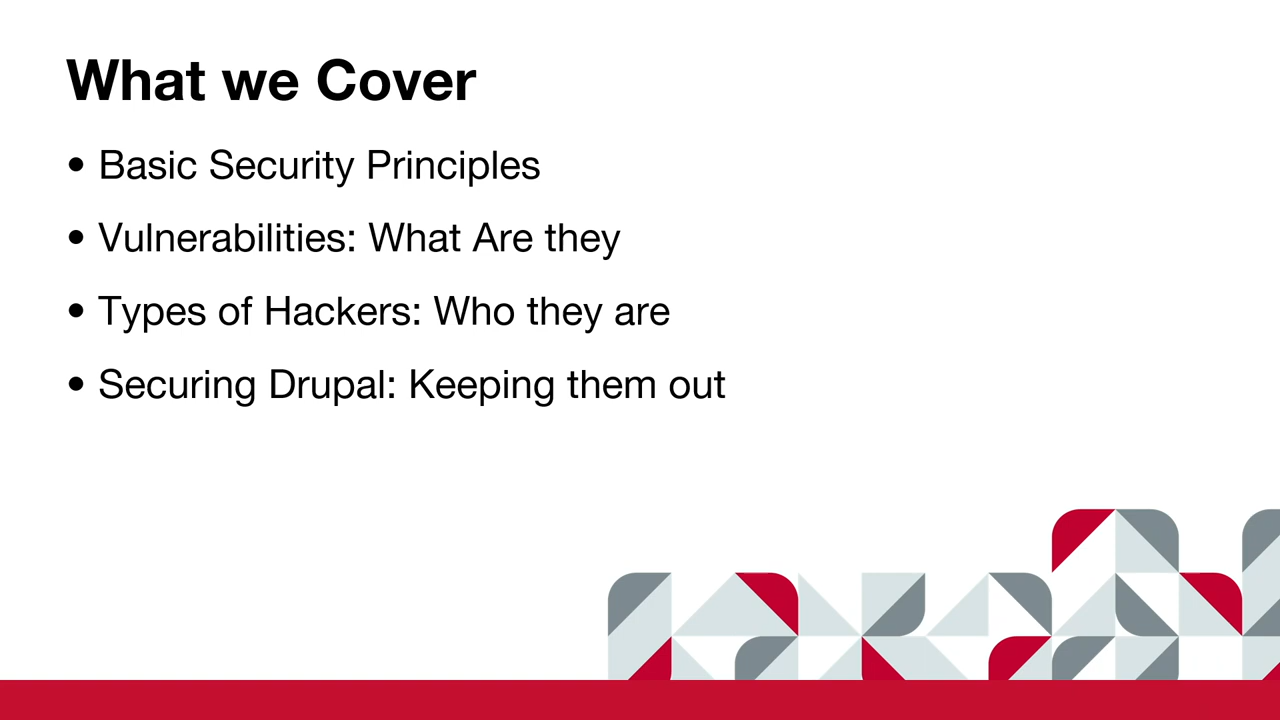 What we Cover
• Basic Security Principles
• Vulnerabilities: What Are they
• Types of Hackers: Who they are
• Securing Drupal: Keeping them out